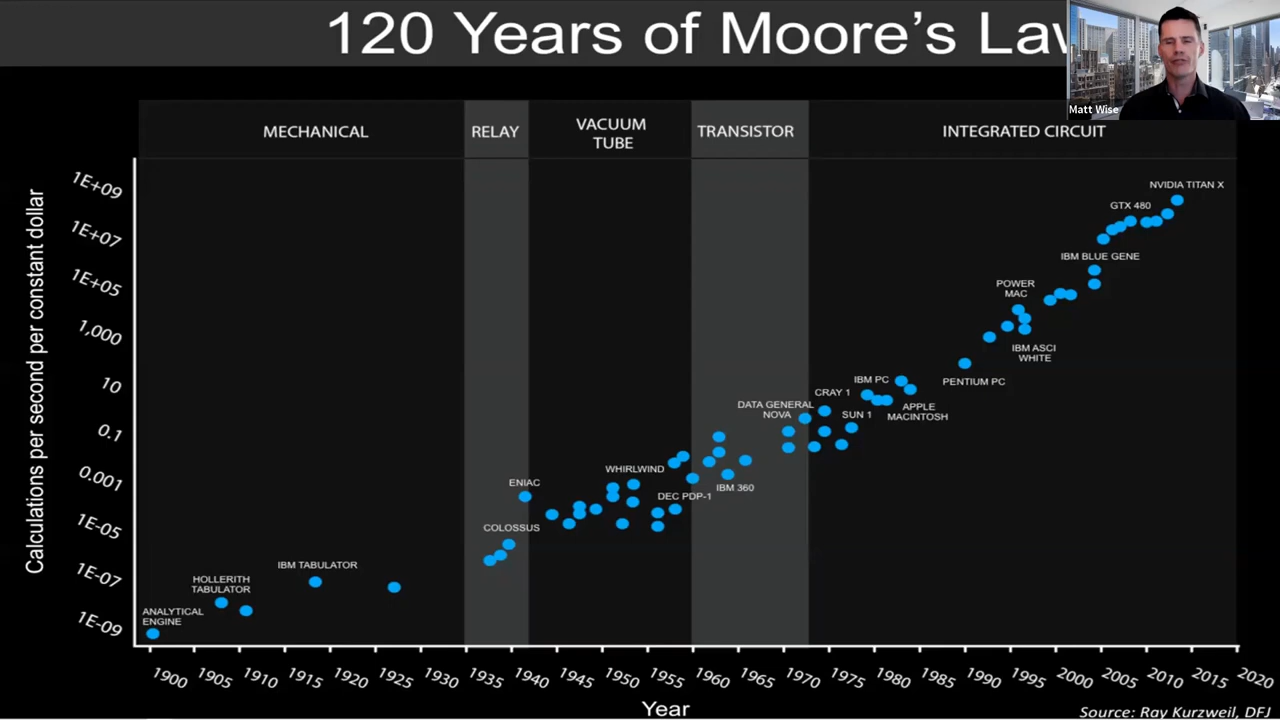 120 Years of Moore's Law
Matt Wise
MECHANICAL
RELAY
VACUUM
TUBE
TRANSISTOR
INTEGRATED CIRCUIT
Calculations per second per constant dollar
1E+09
1E+07
1E+05
1,000
10
0.1
0.001
1E-05
1E-07
1E-09
NVIDIA TITAN X
GTX 480
IBM BLUE GENE
POWER
MAC
IBM ASCI
WHITE
PENTIUM PC
IBM PC
CRAY 1
APPLE
MACINTOSH
DATA GENERAL
NOVA
SUN 1
WHIRLWIND
IBM 360
ENIAC
DEC PDP-1
COLOSSUS
IBM TABULATOR
HOLLERITH
TABULATOR
ANALYTICAL
ENGINE
1900 1905 1910 1915 1920 1925 1930 1935 1940 1945 1950 1955 1960 1965 1970 1975 1980 1985 1990 1995 2000 2005 2010 2015 2020
Year
Source: Ray Kurzweil, DFJ